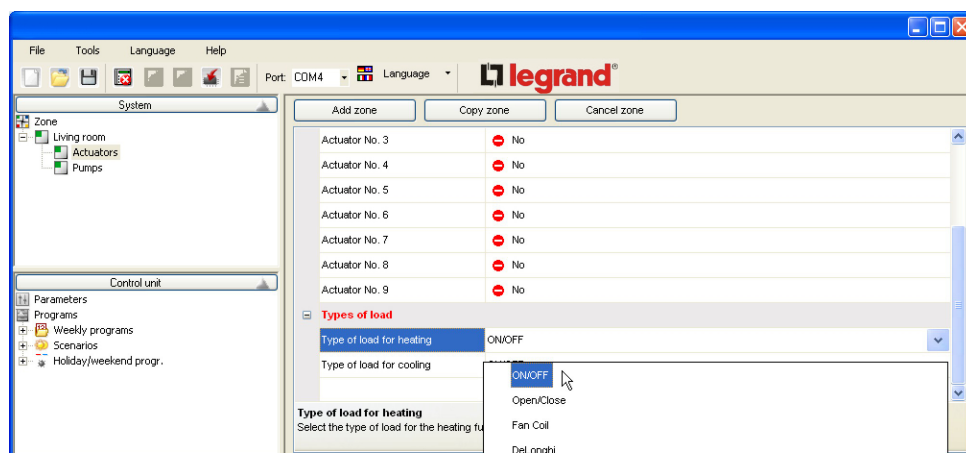 File Tools Language Help
Port: COM4 Language legrand®
System
Zone
Living room
Actuators
Pumps
Control unit
Parameters
Programs
Weekly programs
Scenarios
Holiday/weekend progr.
Add zone Copy zone Cancel zone
Actuator No. 3 No
Actuator No. 4 No
Actuator No. 5 No
Actuator No. 6 No
Actuator No. 7 No
Actuator No. 8 No
Actuator No. 9 No
Types of load
Type of load for heating ON/OFF
Type of load for cooling
ON/OFF
Open/Close
Fan Coil
DeLonghi
Type of load for heating
Select the type of load for the heating